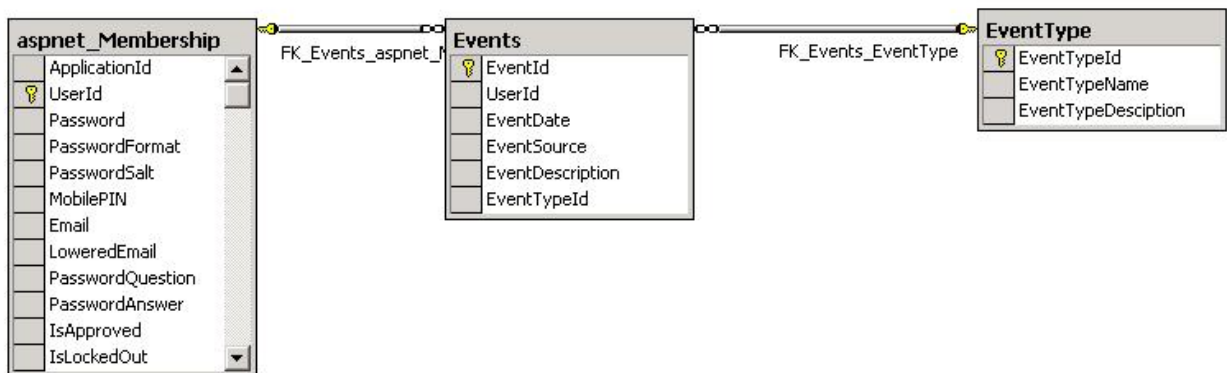 aspnet_Membership
ApplicationId
UserId
Password
PasswordFormat
PasswordSalt
MobilePIN
Email
LoweredEmail
PasswordQuestion
PasswordAnswer
IsApproved
IsLockedOut
FK_Events_aspnet_M
Events
EventId
UserId
EventDate
EventSource
EventDescription
EventTypeId
FK_Events_EventType
EventType
EventTypeId
EventTypeName
EventTypeDesciption